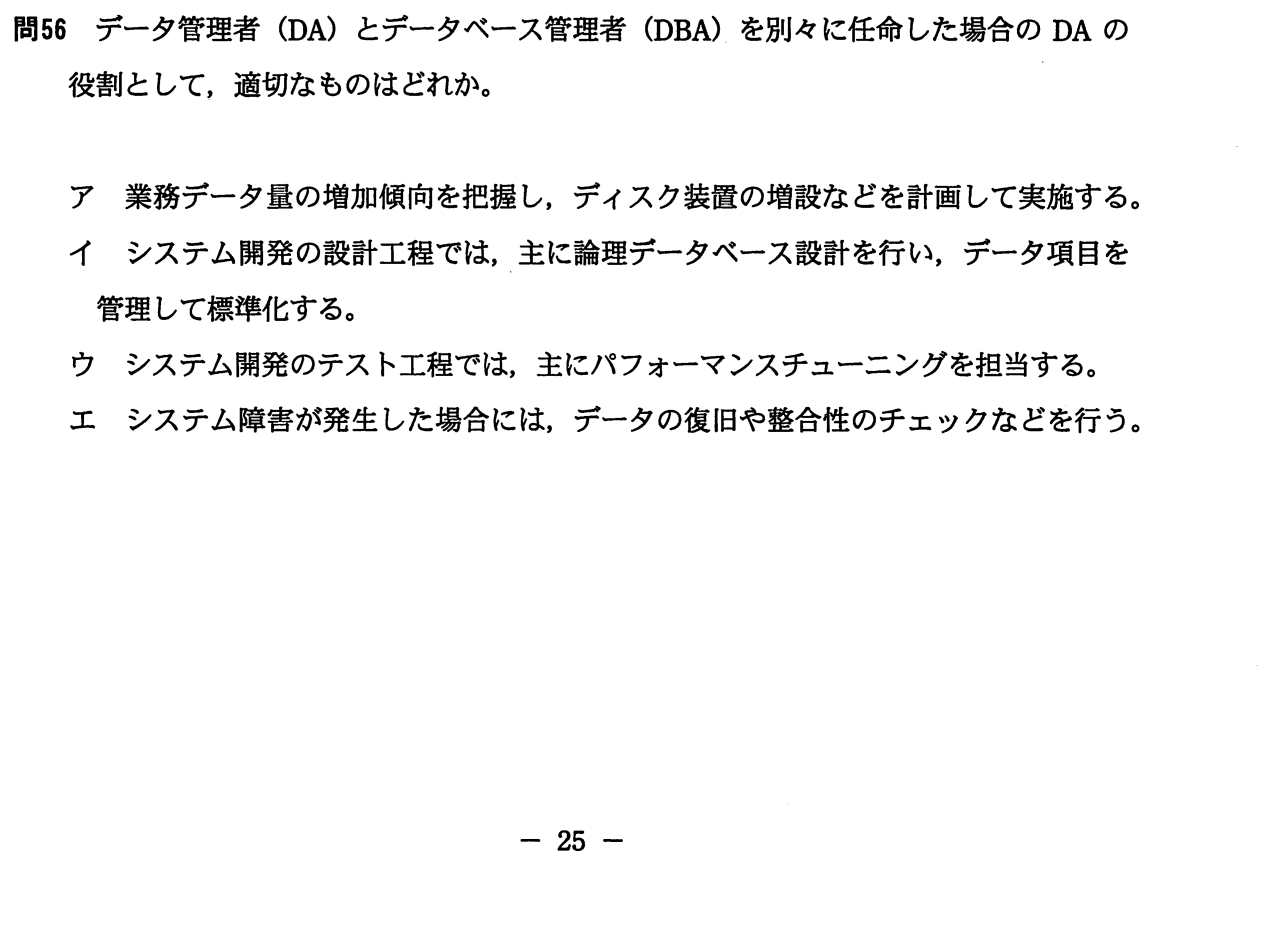 問56 データ管理者（DA）とデータベース管理者（DBA）を別々に任命した場合の DA の
役割として，適切なものはどれか。
ア 業務データ量の増加傾向を把握し，ディスク装置の増設などを計画して実施する。
イ システム開発の設計工程では，主に論理データベース設計を行い，データ項目を
管理して標準化する。
ウ システム開発のテスト工程では，主にパフォーマンスチューニングを担当する。
エ システム障害が発生した場合には，データの復旧や整合性のチェックなどを行う。
－ 25 －